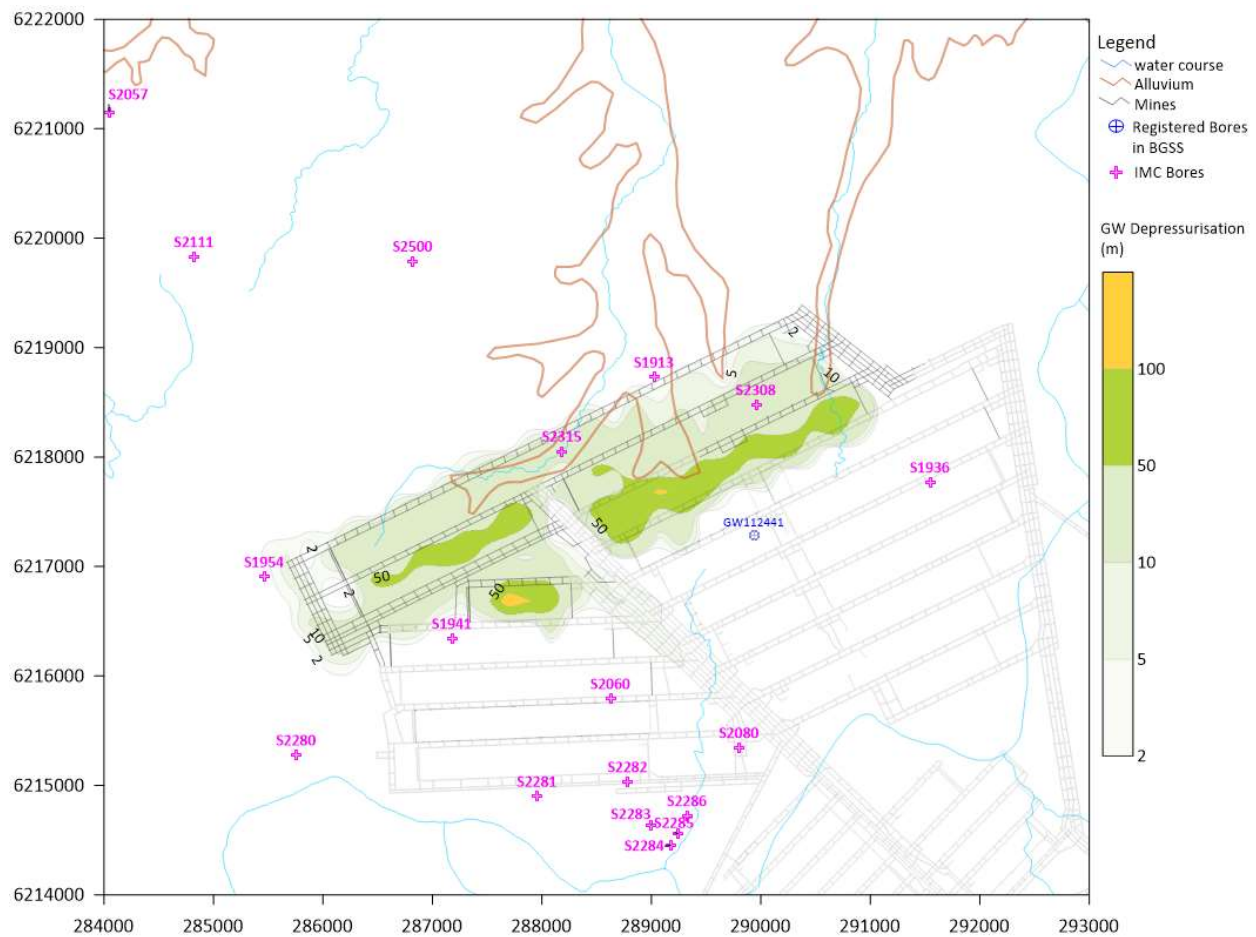 6222000
6221000
6220000
6219000
6218000
6217000
6216000
6215000
6214000
284000 285000 286000 287000 288000 289000 290000 291000 292000 293000
S2057
S2111
S2500
S1913
S2308
S2315
S1936
GW112441
S1954
S1941
S2060
S2080
S2280
S2282
S2281
S2286
S2283
S2285
S2284
2
5
10
50
50
2
50
2
10
5
2
Legend
water course
Alluvium
Mines
Registered Bores
in BGSS
IMC Bores
GW Depressurisation
(m)
100
50
10
5
2